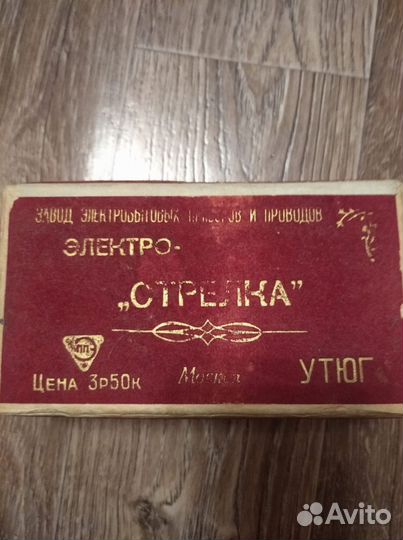 ЗАВОД ЭЛЕКТРОБЫТОВЫХ ПРИБОРОВ И ПРОВОДОВ
ЭЛЕКТРО-
„СТРЕЛКА”
ЦЕНА 3р50к
Москва
УТЮГ
Avito